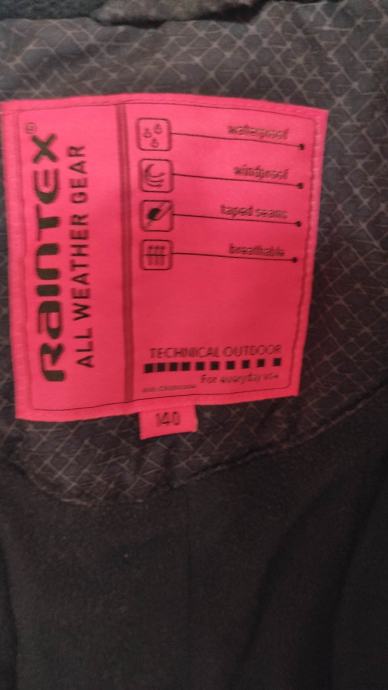 RAINTEX®
ALL WEATHER GEAR
waterproof
windproof
taped seams
breathable
TECHNICAL OUTDOOR
For everyday use
140